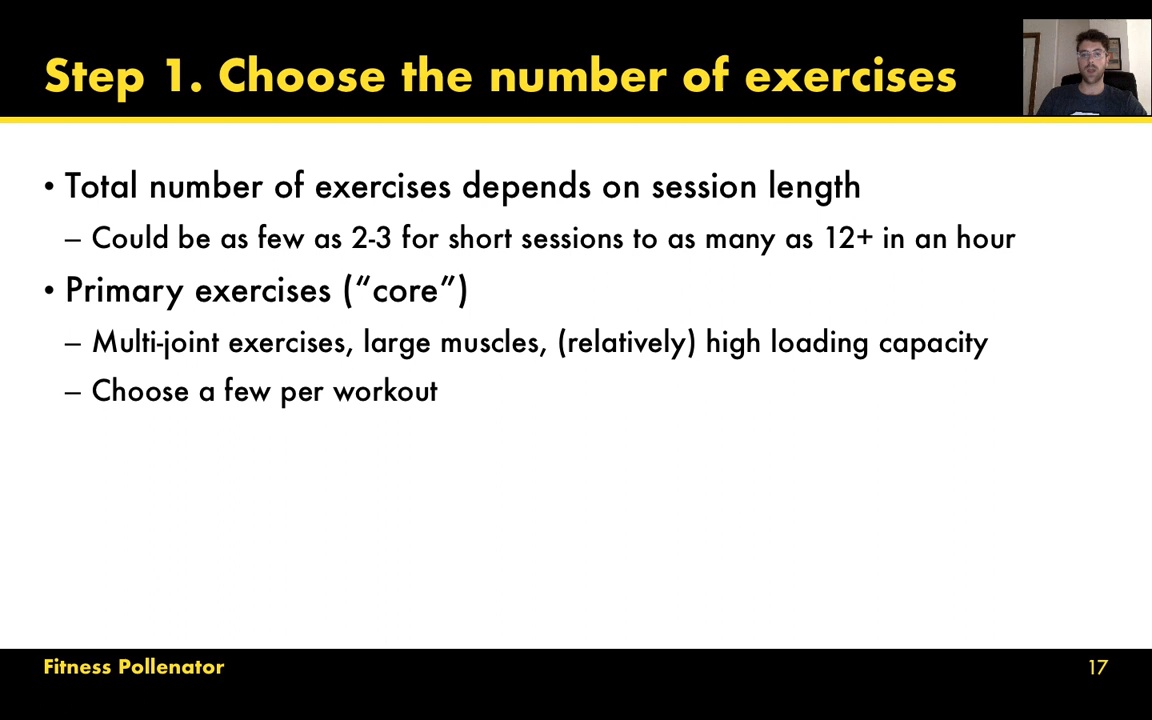 Step 1. Choose the number of exercises
• Total number of exercises depends on session length
– Could be as few as 2-3 for short sessions to as many as 12+ in an hour
• Primary exercises (“core”)
– Multi-joint exercises, large muscles, (relatively) high loading capacity
– Choose a few per workout
Fitness Pollenator
17